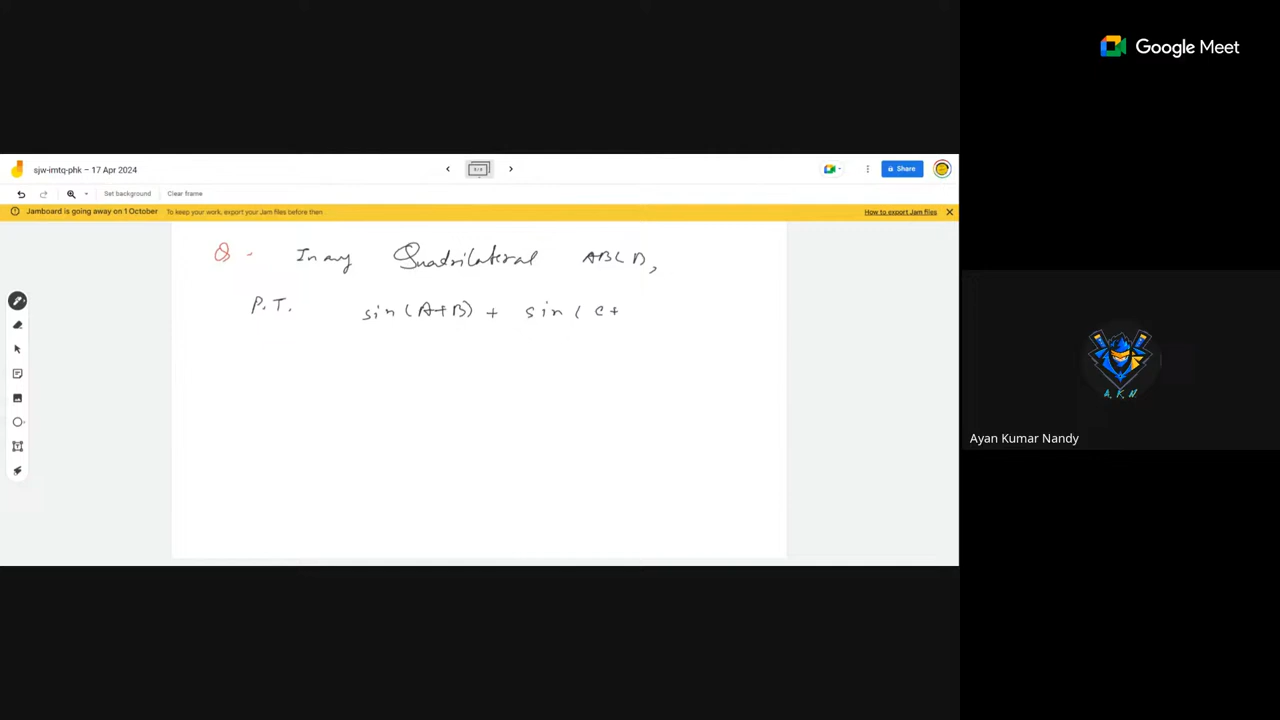 Google Meet
sjw-imtq-phk – 17 Apr 2024
Share
Set background
Clear frame
Jamboard is going away on 1 October
To keep your work, export your Jam files before then
How to export Jam files
Q - In any Quadrilateral ABCD,
P.T. sin(A+B) + sin(C+
A. K. N.
Ayan Kumar Nandy